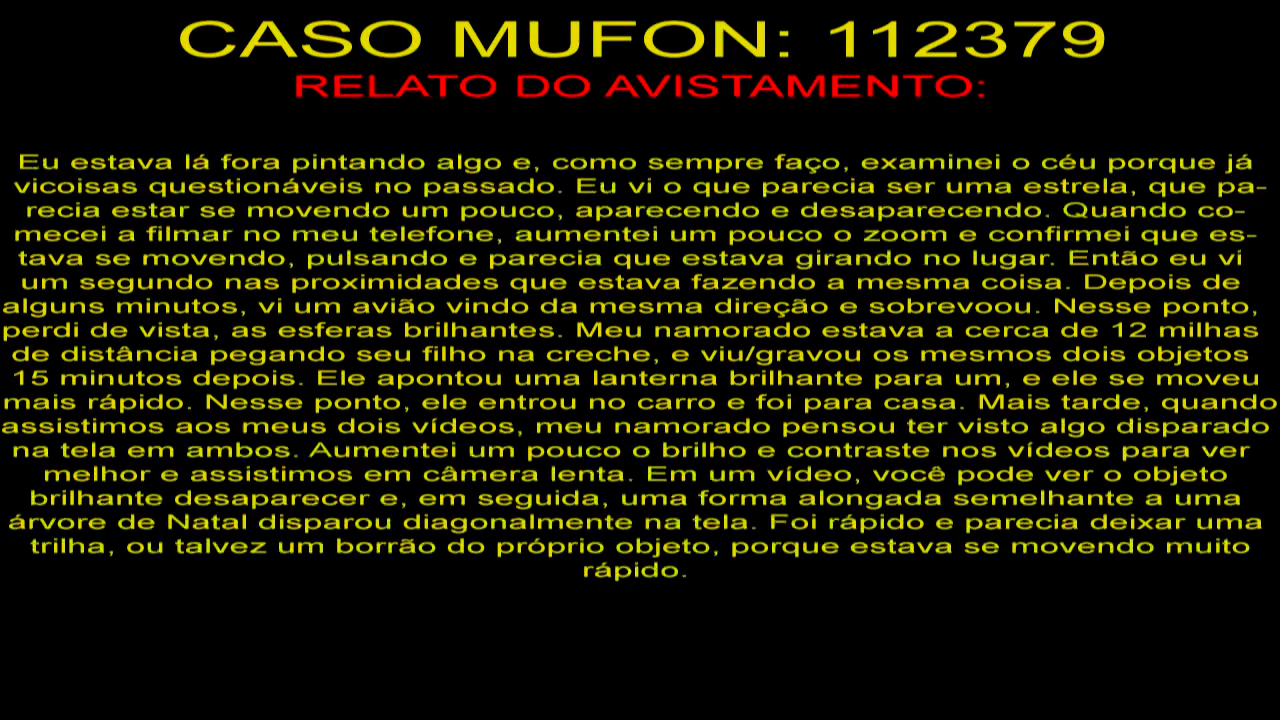 CASO MUFON: 112379
RELATO DO AVISTAMENTO:
Eu estava lá fora pintando algo e, como sempre faço, examinei o céu porque já
vicoisas questionáveis no passado. Eu vi o que parecia ser uma estrela, que pa-
recia estar se movendo um pouco, aparecendo e desaparecendo. Quando co-
mecei a filmar no meu telefone, aumentei um pouco o zoom e confirmei que es-
tava se movendo, pulsando e parecia que estava girando no lugar. Então eu vi
um segundo nas proximidades que estava fazendo a mesma coisa. Depois de
alguns minutos, vi um avião vindo da mesma direção e sobrevoou. Nesse ponto,
perdi de vista, as esferas brilhantes. Meu namorado estava a cerca de 12 milhas
de distância pegando seu filho na creche, e viu/gravou os mesmos dois objetos
15 minutos depois. Ele apontou uma lanterna brilhante para um, e ele se moveu
mais rápido. Nesse ponto, ele entrou no carro e foi para casa. Mais tarde, quando
assistimos aos meus dois vídeos, meu namorado pensou ter visto algo disparado
na tela em ambos. Aumentei um pouco o brilho e contraste nos vídeos para ver
melhor e assistimos em câmera lenta. Em um vídeo, você pode ver o objeto
brilhante desaparecer e, em seguida, uma forma alongada semelhante a uma
árvore de Natal disparou diagonalmente na tela. Foi rápido e parecia deixar uma
trilha, ou talvez um borrão do próprio objeto, porque estava se movendo muito
rápido.